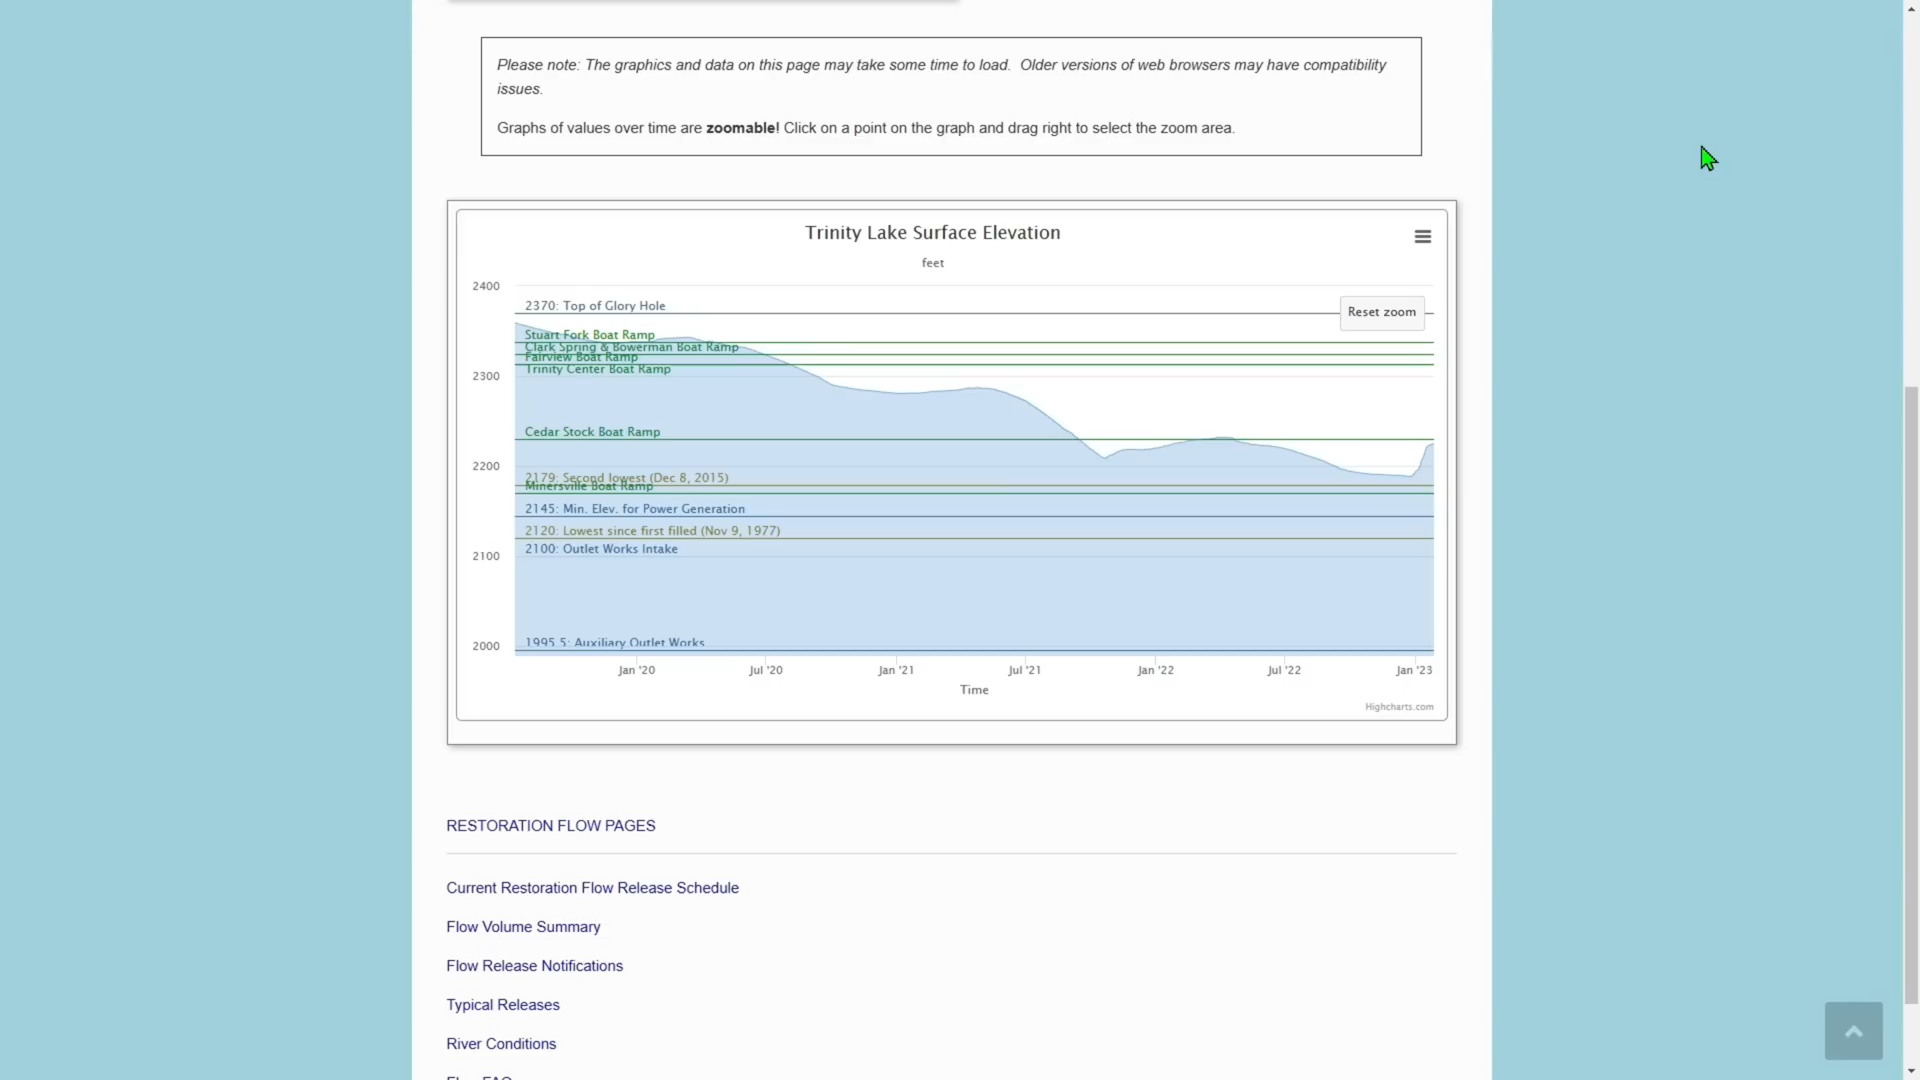 Please note: The graphics and data on this page may take some time to load. Older versions of web browsers may have compatibility
issues.
Graphs of values over time are zoomable! Click on a point on the graph and drag right to select the zoom area.
Trinity Lake Surface Elevation
feet
2400
2370: Top of Glory Hole
Reset zoom
Stuart Fork Boat Ramp
Clark Spring & Bowerman Boat Ramp
Fairview Boat Ramp
Trinity Center Boat Ramp
2300
Cedar Stock Boat Ramp
2200
2179: Second lowest (Dec 8, 2015)
Minersville Boat Ramp
2145: Min. Elev. for Power Generation
2120: Lowest since first filled (Nov 9, 1977)
2100: Outlet Works Intake
2100
1995.5: Auxiliary Outlet Works
2000
Jan '20 Jul '20 Jan '21 Jul '21 Jan '22 Jul '22 Jan '23
Time
Highcharts.com
RESTORATION FLOW PAGES
Current Restoration Flow Release Schedule
Flow Volume Summary
Flow Release Notifications
Typical Releases
River Conditions